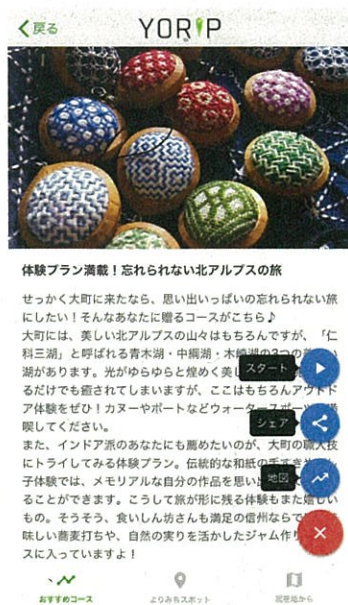 戻る
YORIP
体験プラン満載！忘れられない北アルプスの旅
せっかく大町に来たなら、思い出いっぱいの忘れられない旅
にしたい！そんなあなたに贈るコースがこちら♪
大町には、美しい北アルプスの山々はもちろんですが、「仁
科三湖」と呼ばれる青木湖・中綱湖・木崎湖の3つの
湖があります。光がゆらゆらと煌めく美し
るだけでも癒されてしまいますが、ここはもちろんアウトド
ア体験をぜひ！カヌーやボートなどウォータースポー
喫してください。
また、インドア派のあなたにも薦めたいのが、大町の職人技
にトライしてみる体験プラン。伝統的な和紙の手すき
子体験では、メモリアルな自分の作品を思い
ることができます。こうして旅が形に残る体験もまた嬉しい
もの。そうそう、食いしん坊さんも満足の信州なら
味しい蕎麦打ちや、自然の実りを活かしたジャム作り
スに入っていますよ！
スタート
シェア
地図
おすすめコース
よりみちスポット
現在地から